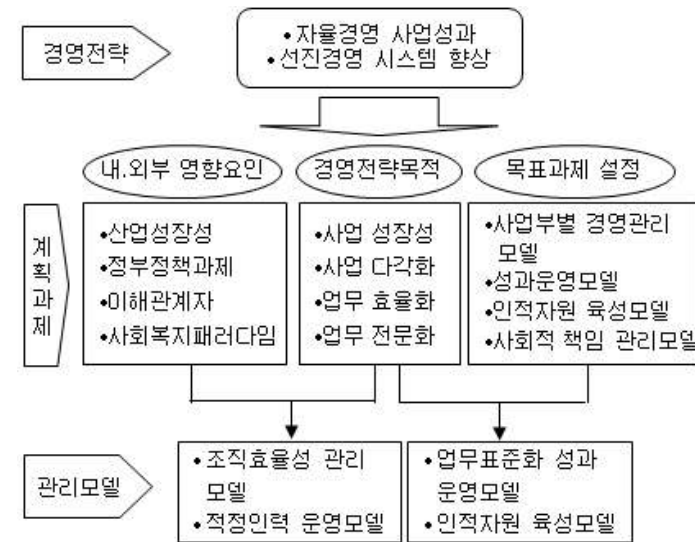 경영전략
•자율경영 사업성과
•선진경영 시스템 향상
내.외부 영향요인
경영전략목적
목표과제 설정
계
획
과
제
•산업성장성
•정부정책과제
•이해관계자
•사회복지패러다임
•사업 성장성
•사업 다각화
•업무 효율화
•업무 전문화
•사업부별 경영관리
모델
•성과운영모델
•인적자원 육성모델
•사회적 책임 관리모델
관리모델
•조직효율성 관리
모델
•적정인력 운영모델
•업무표준화 성과
운영모델
•인적자원 육성모델